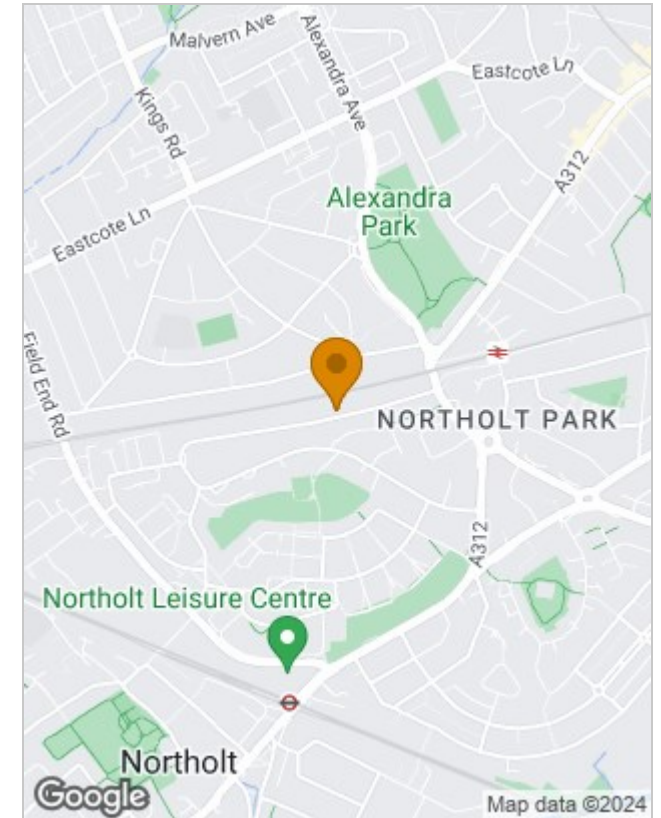 Malvern Ave
Alexandra Ave
Eastcote Ln
Kings Rd
A312
Alexandra
Park
Eastcote Ln
Field End Rd
NORTHOLT PARK
A312
Northolt Leisure Centre
Northolt
Google
Map data ©2024